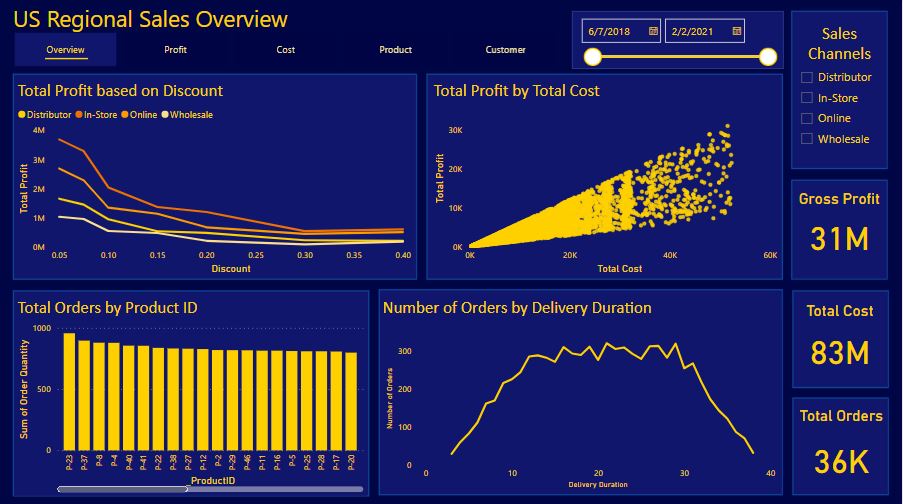 US Regional Sales Overview
Overview Profit Cost Product Customer
6/7/2018 2/2/2021
Sales
Channels
Distributor
In-Store
Online
Wholesale
Total Profit based on Discount
Distributor In-Store Online Wholesale
Total Profit
4M
3M
2M
1M
0M
0.05 0.10 0.15 0.20 0.25 0.30 0.35 0.40
Discount
Total Profit by Total Cost
Total Profit
30K
20K
10K
0K
0K 20K 40K 60K
Total Cost
Gross Profit
31M
Total Orders by Product ID
Sum of Order Quantity
1000
500
0
P-23 P-37 P-8 P-4 P-40 P-41 P-22 P-38 P-27 P-12 P-2 P-29 P-46 P-11 P-16 P-5 P-25 P-28 P-17 P-20
ProductID
Number of Orders by Delivery Duration
Number of Orders
300
200
100
0
0 10 20 30 40
Delivery Duration
Total Cost
83M
Total Orders
36K